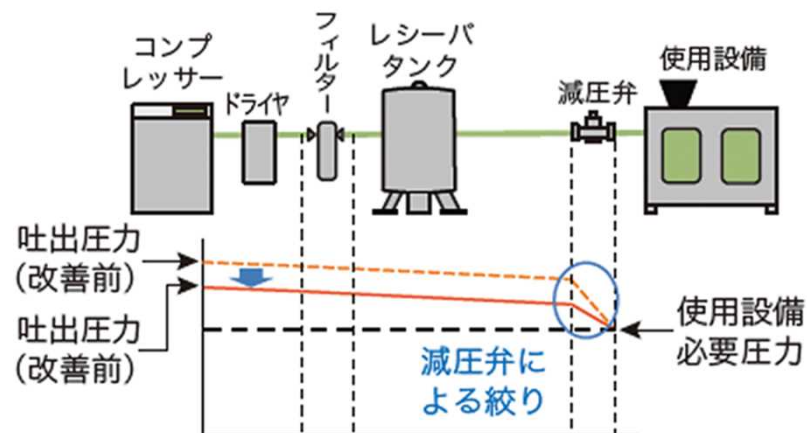 コンプ
レッサー
ドライヤ
フィルター
レシーバ
タンク
減圧弁
使用設備
吐出圧力
(改善前)
吐出圧力
(改善前)
使用設備
必要圧力
減圧弁に
よる絞り